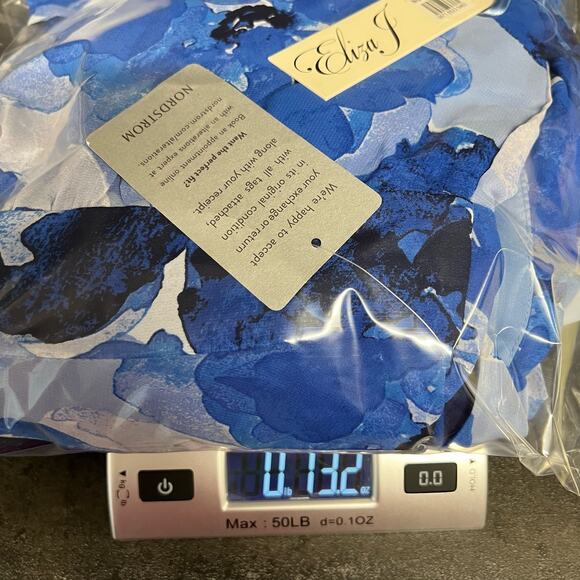 Eliza J
We're happy to accept
your exchange or return
in its original condition
with all tags attached,
along with your receipt.
Want the perfect fit?
Book an appointment online
with an alterations expert at
nordstrom.com/alterations.
NORDSTROM
0.13.2
lb
oz
0.0
kg
lb
HOLD
Max : 50LB d=0.1OZ